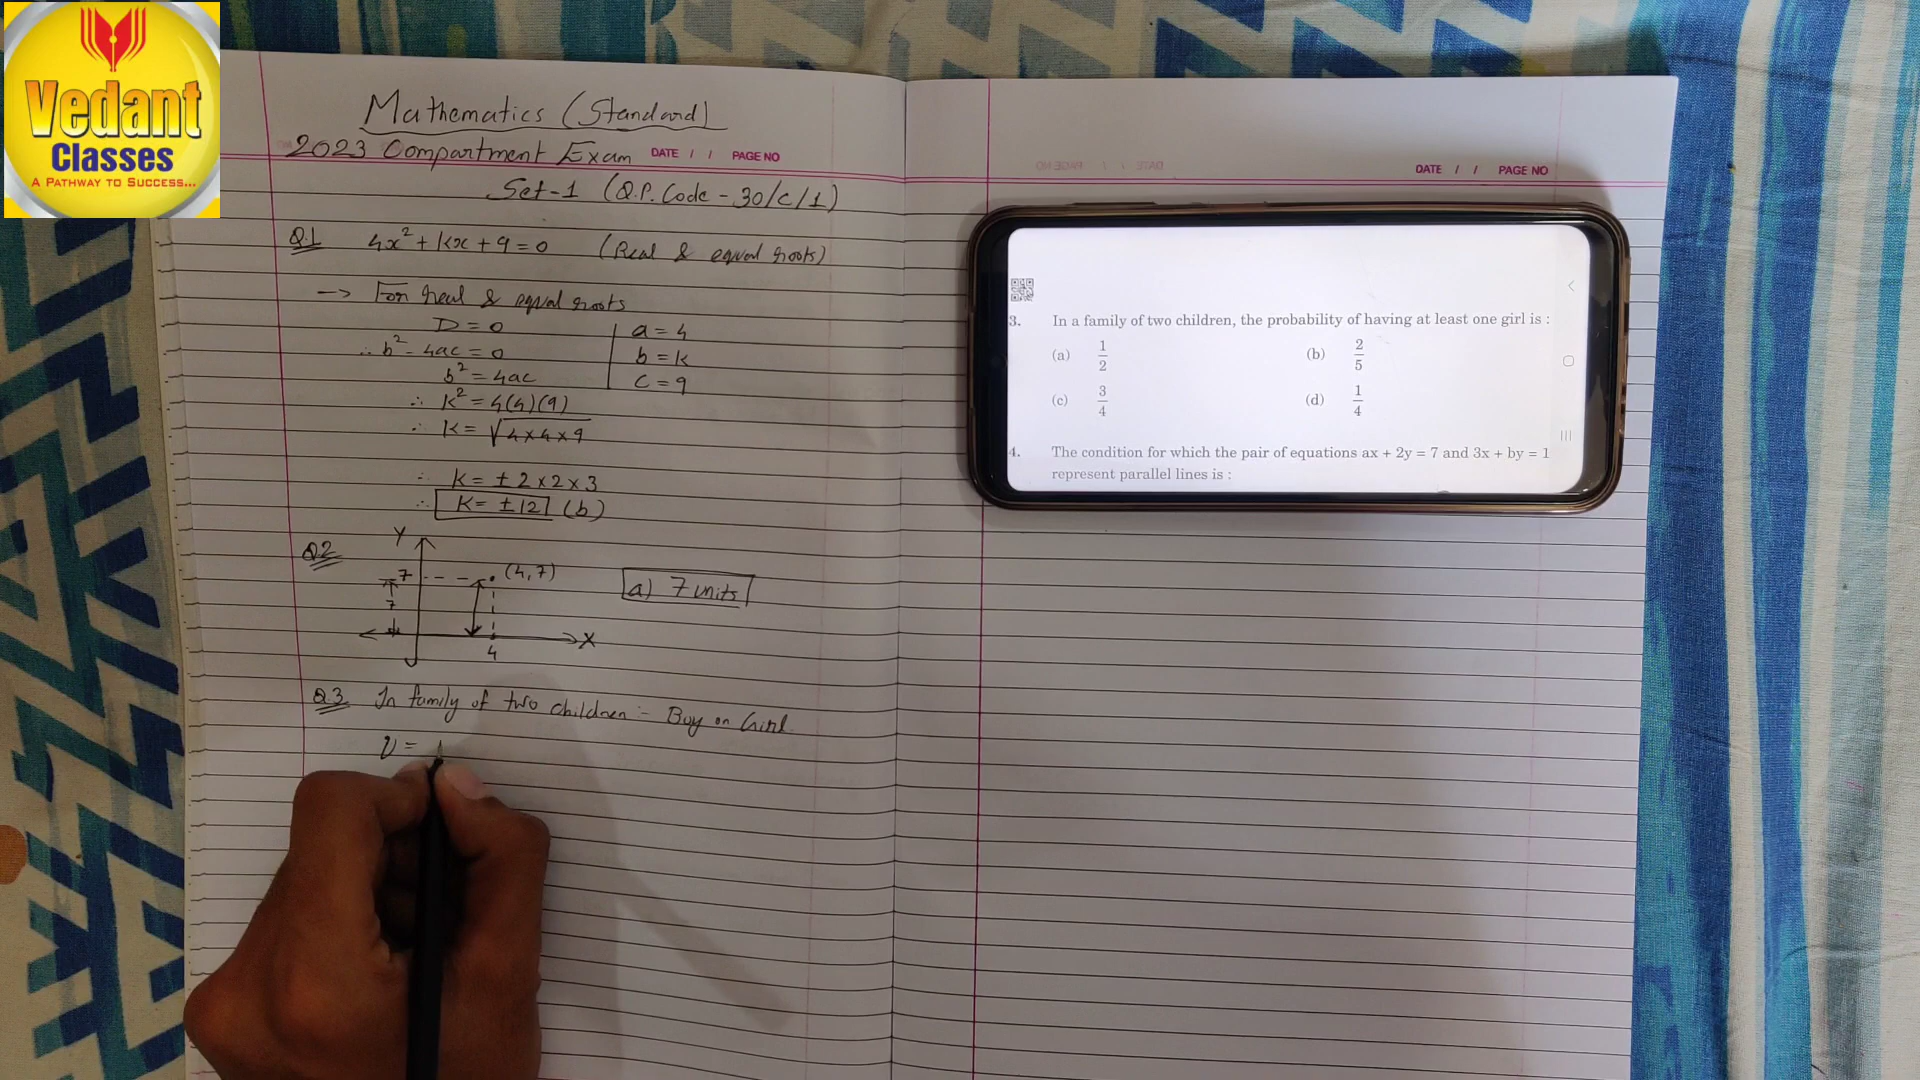 Vedant
Classes
A PATHWAY TO SUCCESS...
Mathematics (Standard)
2023 Compartment Exam DATE / / PAGE NO
Set-1 (Q.P. Code - 30/C/1)
Q.1 4x² + kx + 9 = 0 (Real & equal roots)
-> For real & equal roots
D = 0 | a = 4
∴ b² - 4ac = 0 | b = k
b² = 4ac | c = 9
∴ k² = 4(4)(9)
∴ k = √4×4×9
∴ k = ± 2×2×3
∴ k = ±12 (b)
Q2 Y
7 (4,7) a) 7 units
7
X
4
Q3 In family of two children :- Boy or Girl.
U =
DATE / / PAGE NO
3. In a family of two children, the probability of having at least one girl is :
(a) 1/2 (b) 2/5
(c) 3/4 (d) 1/4
4. The condition for which the pair of equations ax + 2y = 7 and 3x + by = 1
represent parallel lines is :